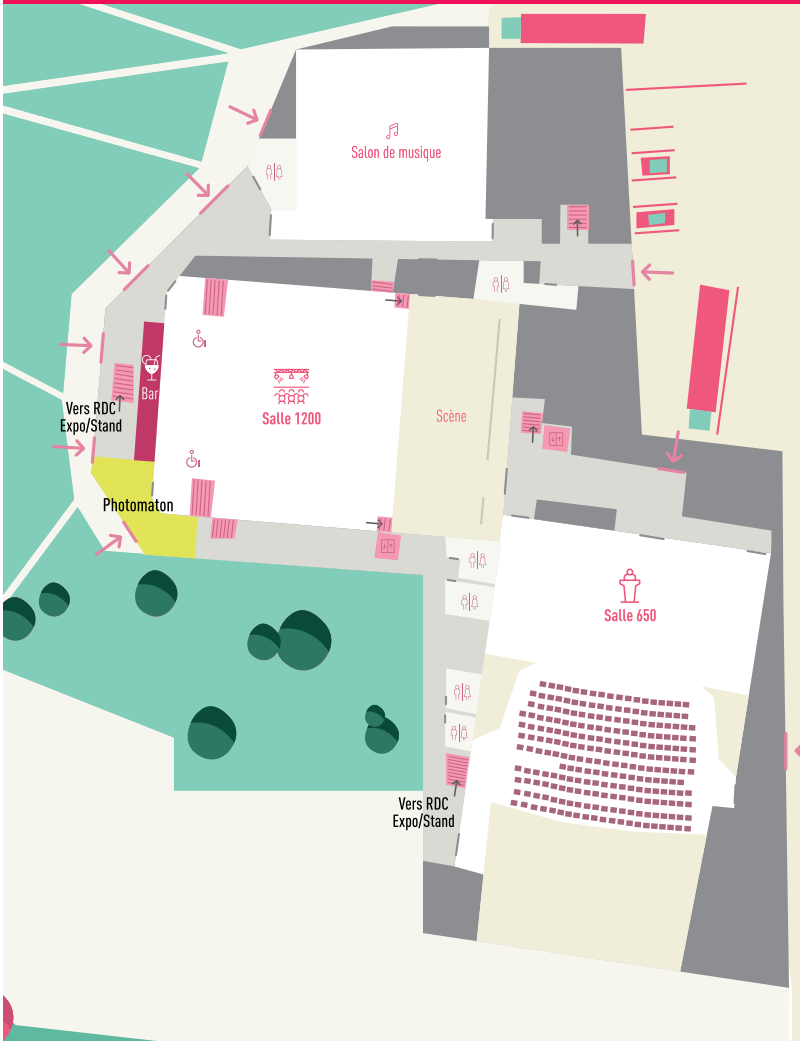 Salon de musique
Vers RDC
Expo/Stand
Bar
Salle 1200
Scène
Photomaton
Salle 650
Vers RDC
Expo/Stand